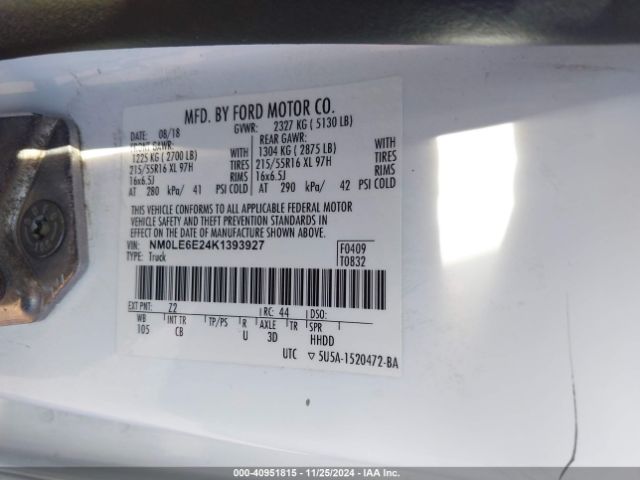 MFD. BY FORD MOTOR CO.
DATE: 08/18 GVWR: 2327 KG ( 5130 LB)
FRONT GAWR: REAR GAWR:
1225 KG ( 2700 LB) WITH 1304 KG ( 2875 LB) WITH
215/55R16 XL 97H TIRES 215/55R16 XL 97H TIRES
16x6.5J RIMS 16x6.5J RIMS
AT 280 kPa/ 41 PSI COLD AT 290 kPa/ 42 PSI COLD
THIS VEHICLE CONFORMS TO ALL APPLICABLE FEDERAL MOTOR
VEHICLE SAFETY AND THEFT PREVENTION STANDARDS IN
EFFECT ON THE DATE OF MANUFACTURE SHOWN ABOVE.
VIN: NM0LE6E24K1393927 F0409
TYPE: Truck T0B32
EXT PNT: Z2 RC: 44 DSO:
WB INT TR TP/PS R AXLE TR SPR
105 CB U 3D HHDD
UTC ▽ 5U5A-1520472-BA
000-40951815 - 11/25/2024 - IAA Inc.